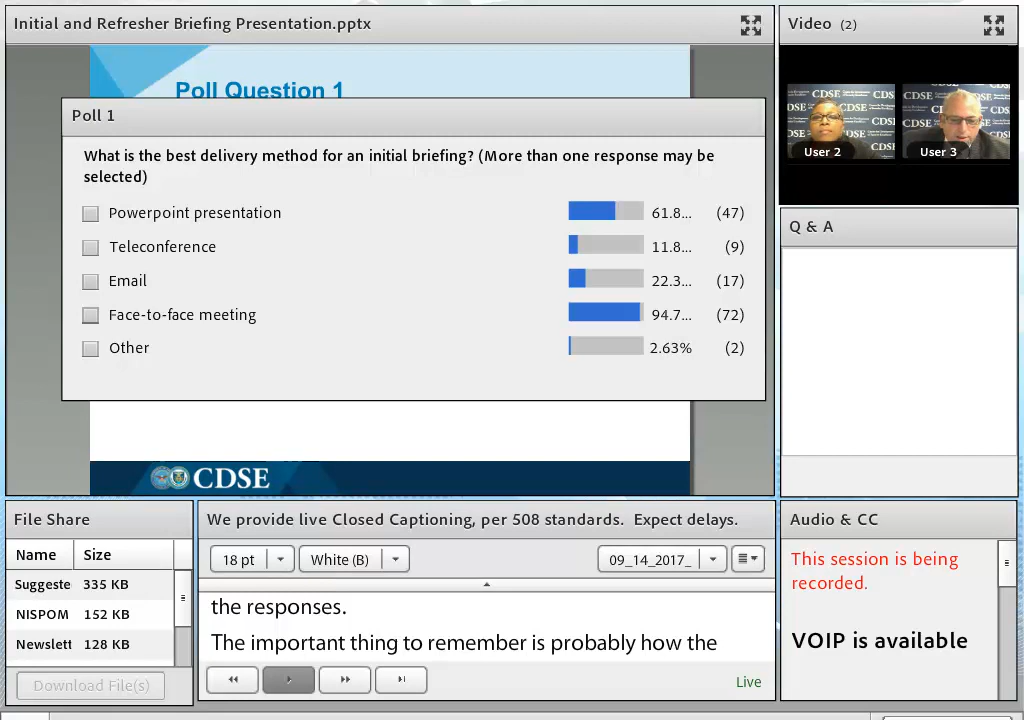 Initial and Refresher Briefing Presentation.pptx
Poll Question 1
Poll 1
What is the best delivery method for an initial briefing? (More than one response may be
selected)
Powerpoint presentation 61.8... (47)
Teleconference 11.8... (9)
Email 22.3... (17)
Face-to-face meeting 94.7... (72)
Other 2.63% (2)
CDSE
Video (2)
CDSE
CDSE
User 2
User 3
Q & A
File Share
Name Size
Suggeste 335 KB
NISPOM 152 KB
Newslett 128 KB
Download File(s)
We provide live Closed Captioning, per 508 standards. Expect delays.
18 pt White (B) 09_14_2017_
the responses.
The important thing to remember is probably how the
Live
Audio & CC
This session is being
recorded.
VOIP is available